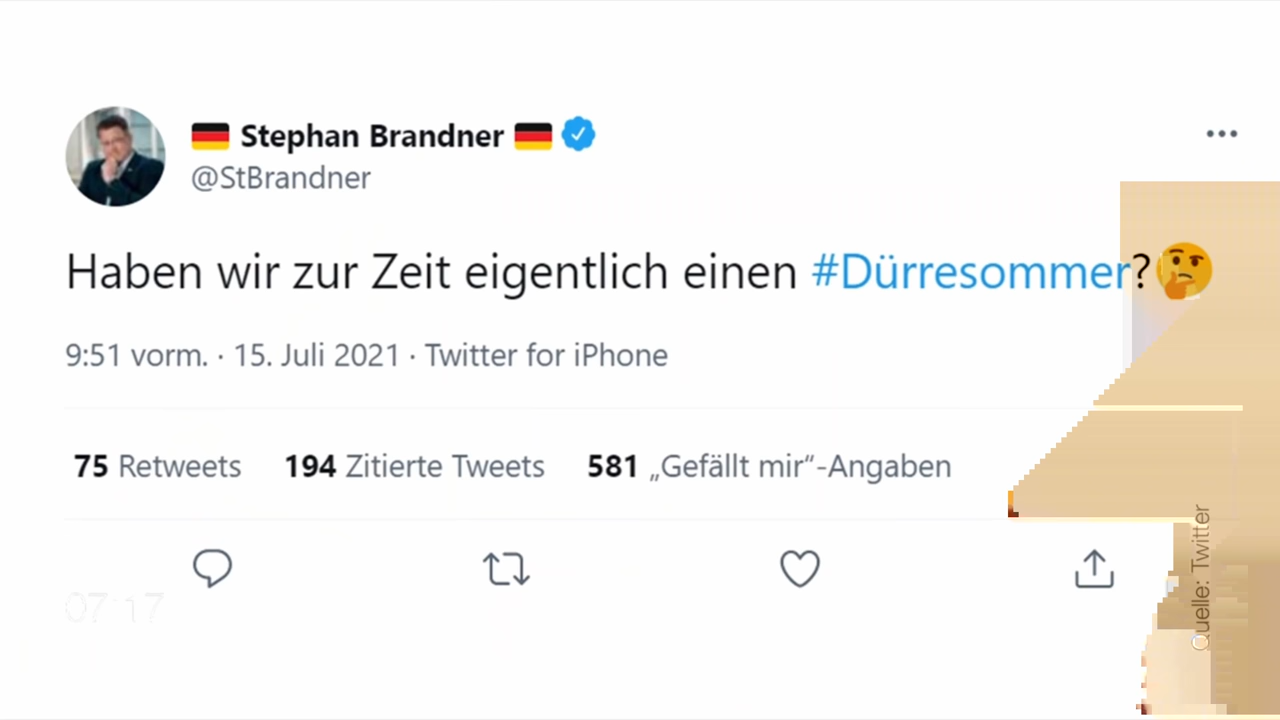 Stephan Brandner
@StBrandner
Haben wir zur Zeit eigentlich einen #Dürresommer?
9:51 vorm. · 15. Juli 2021 · Twitter for iPhone
75 Retweets 194 Zitierte Tweets 581 „Gefällt mir“-Angaben
07:17
Quelle: Twitter